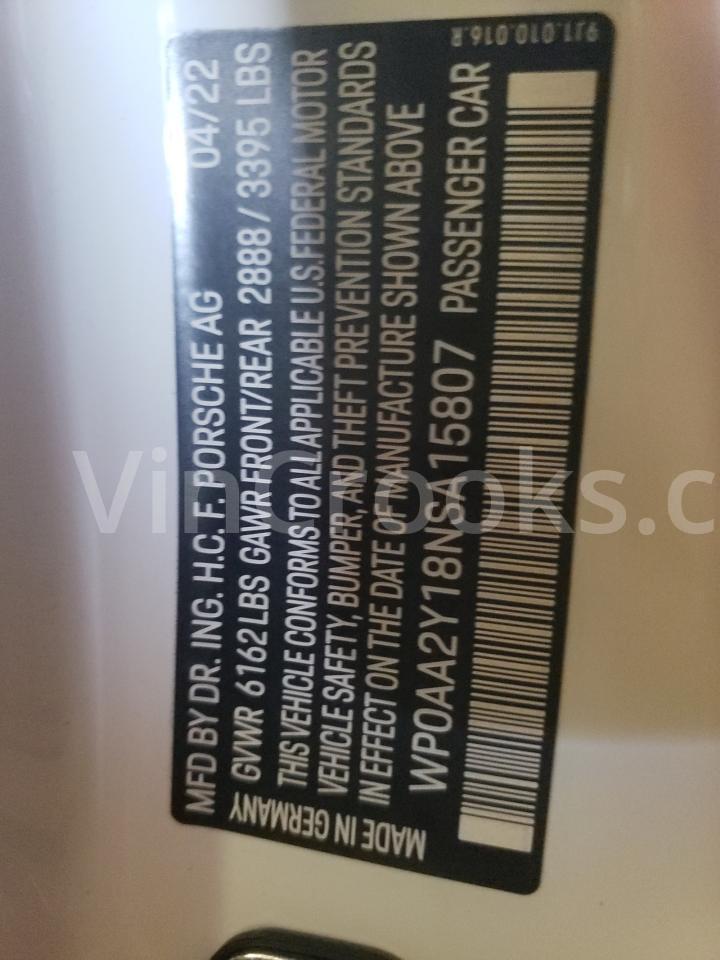 MFD BY DR. ING. H.C. F. PORSCHE AG 04/22
GVWR 6162LBS GAWR FRONT/REAR 2888 / 3395 LBS
THIS VEHICLE CONFORMS TO ALL APPLICABLE U.S. FEDERAL MOTOR
VEHICLE SAFETY, BUMPER, AND THEFT PREVENTION STANDARDS
IN EFFECT ON THE DATE OF MANUFACTURE SHOWN ABOVE
WP0AA2Y18NSA15807 PASSENGER CAR
MADE IN GERMANY
9J1.010.016.R
VinCrooks.c